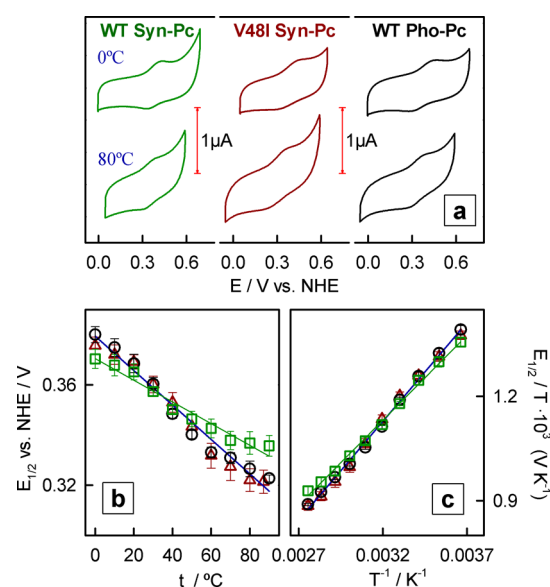 WT Syn-Pc V48I Syn-Pc WT Pho-Pc
0ºC
1µA 1µA
80ºC
a
0.0 0.3 0.6 0.0 0.3 0.6 0.0 0.3 0.6
E / V vs. NHE
E1/2 vs. NHE / V
0.36
0.32
b
0 20 40 60 80
t / ºC
c
0.0027 0.0032 0.0037
T-1 / K-1
1.2
0.9
E1/2 / T ·103 (V K-1)